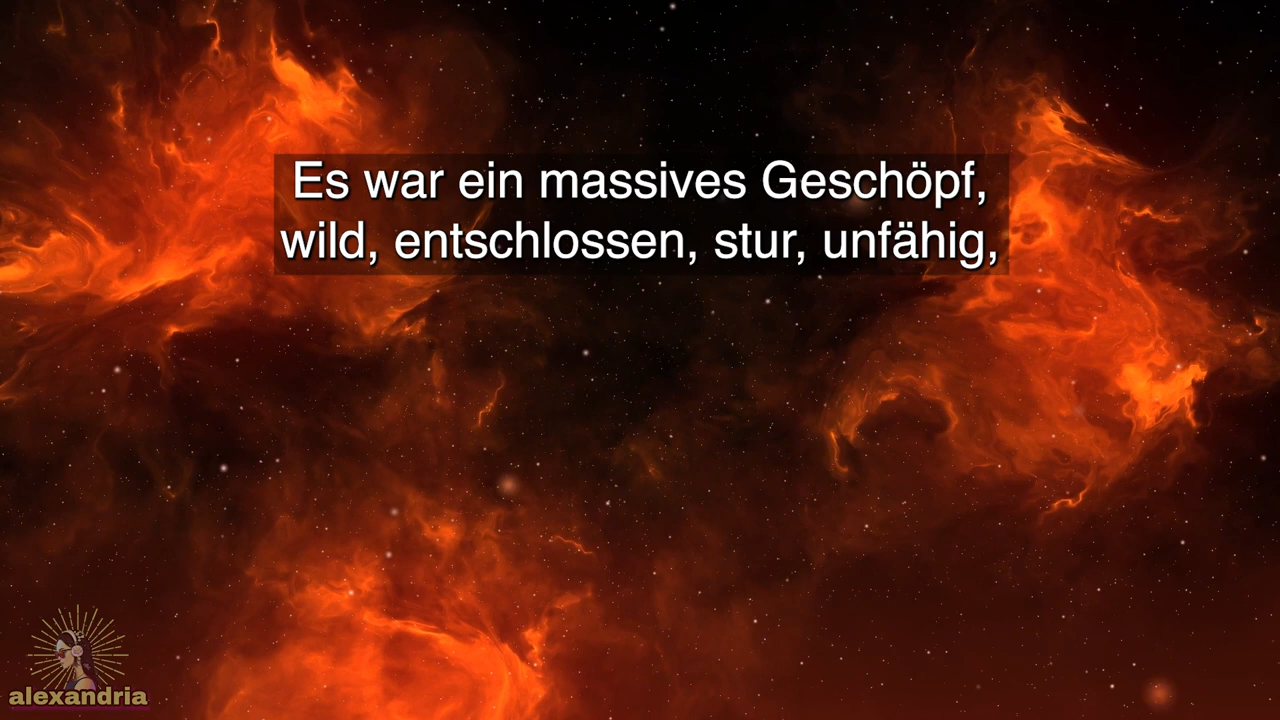 Es war ein massives Geschöpf,
wild, entschlossen, stur, unfähig,
alexandria